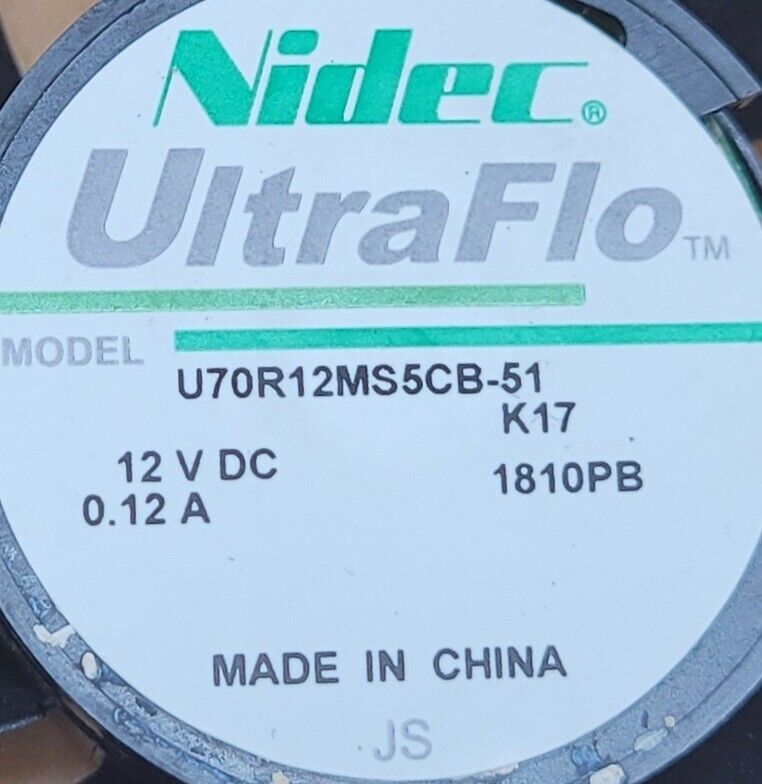 Nidec®
UltraFlo™
MODEL
U70R12MS5CB-51
K17
12 V DC
1810PB
0.12 A
MADE IN CHINA
JS